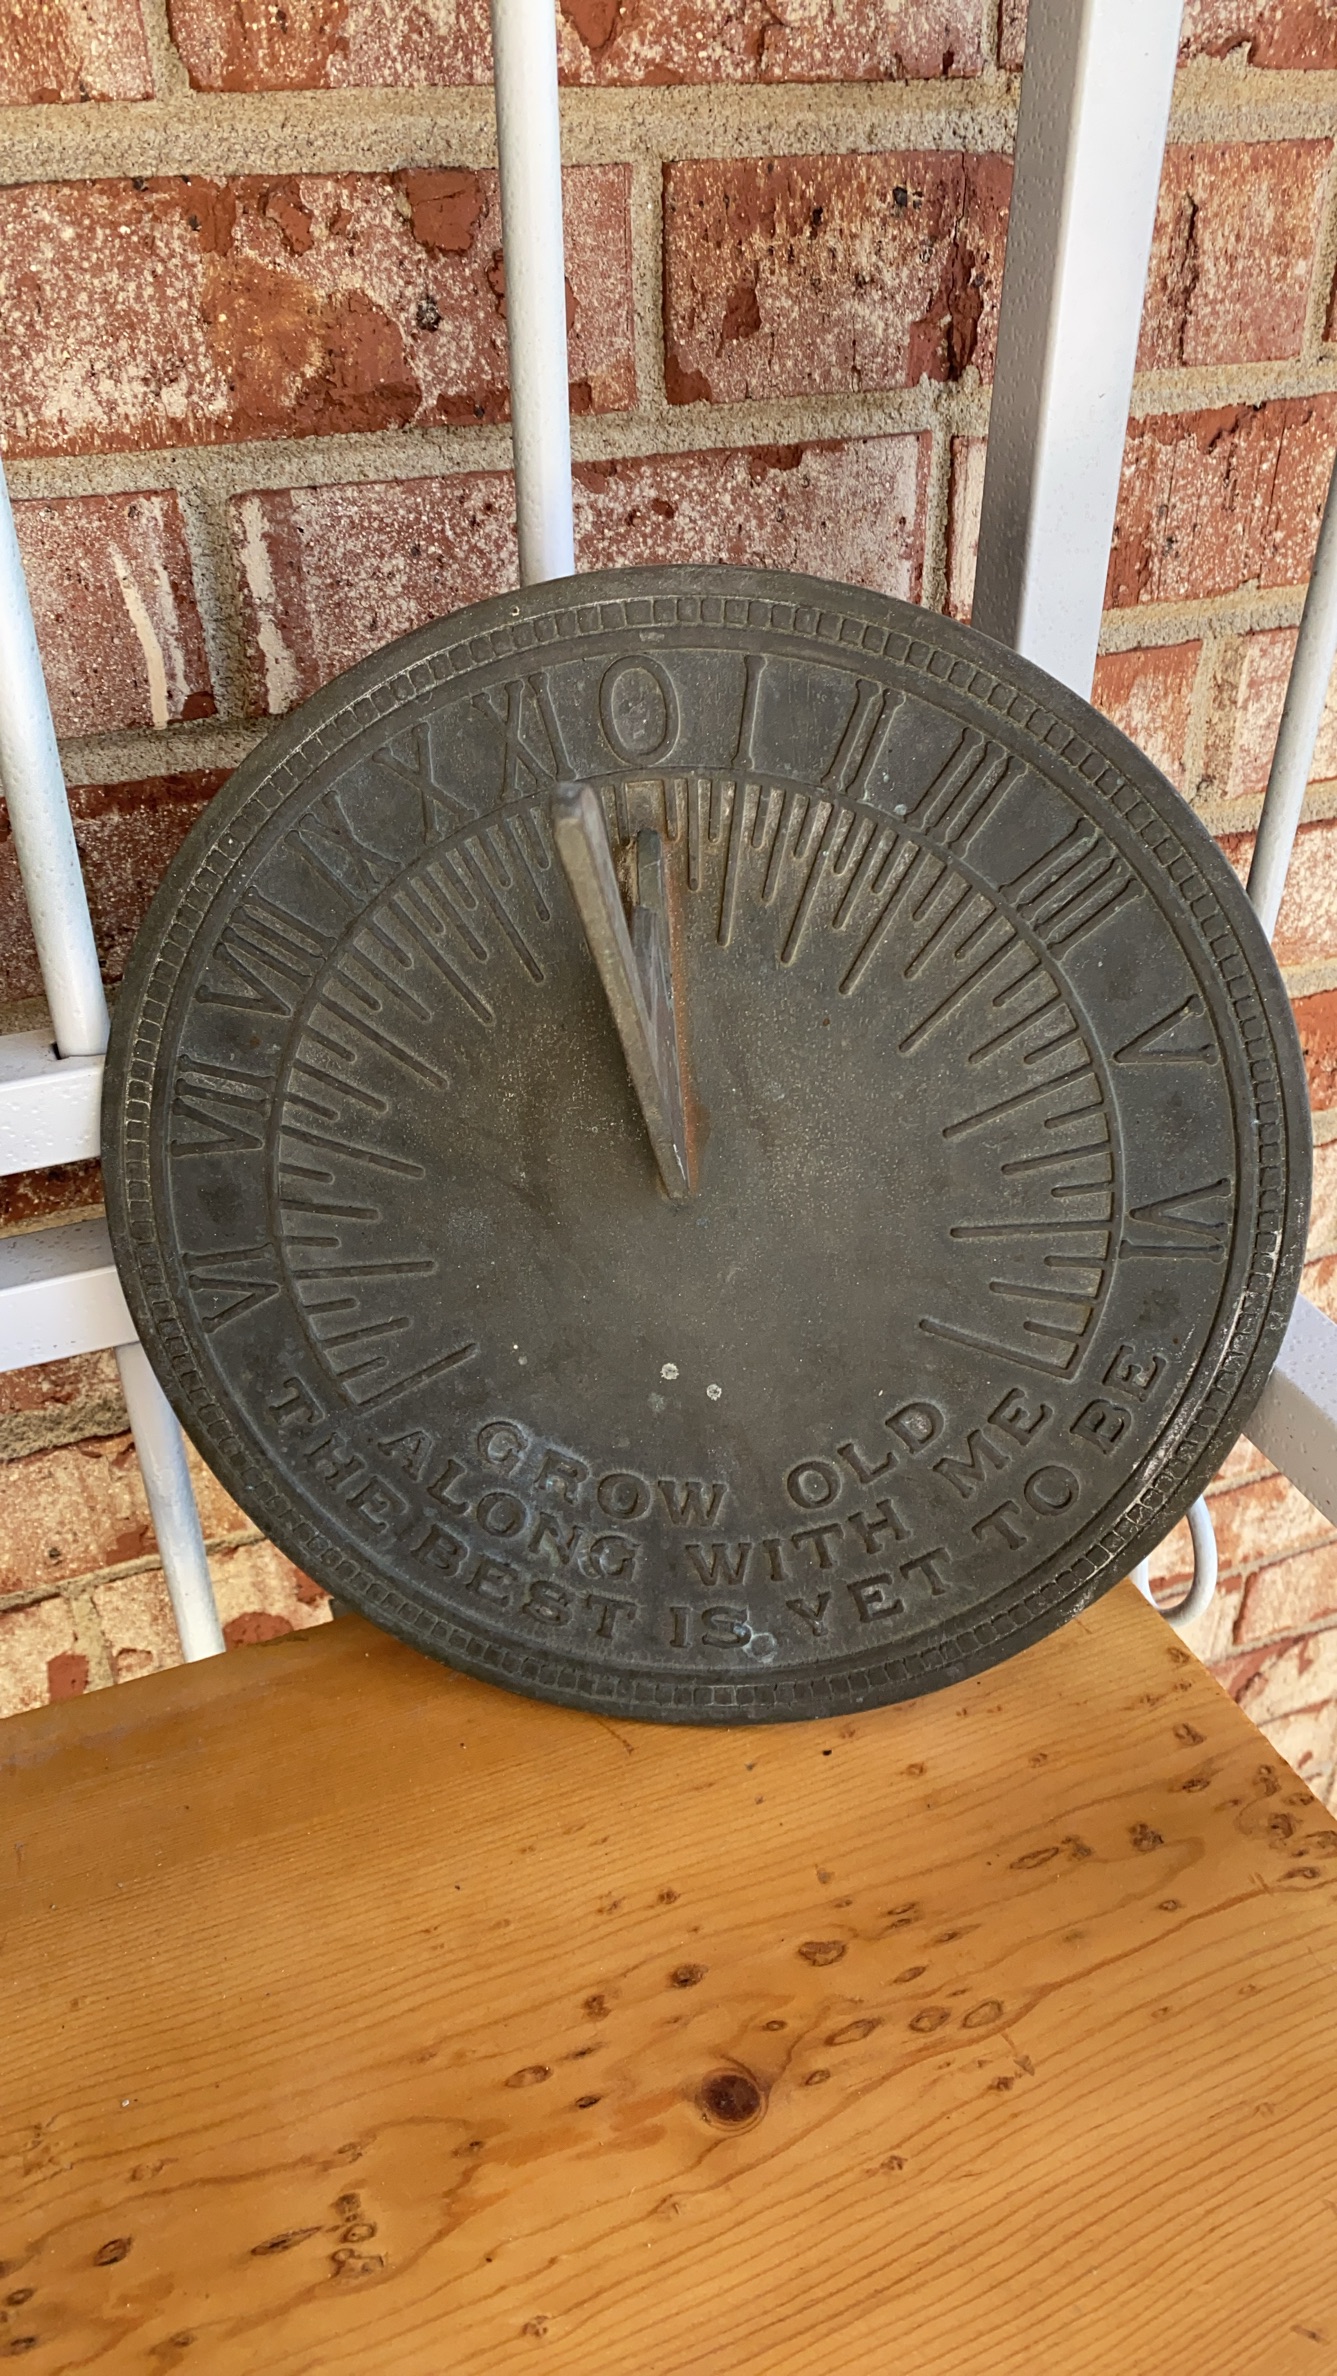 VI VII VIII IX X XI O I II III IIII V VI
GROW OLD
ALONG WITH ME
THE BEST IS YET TO BE